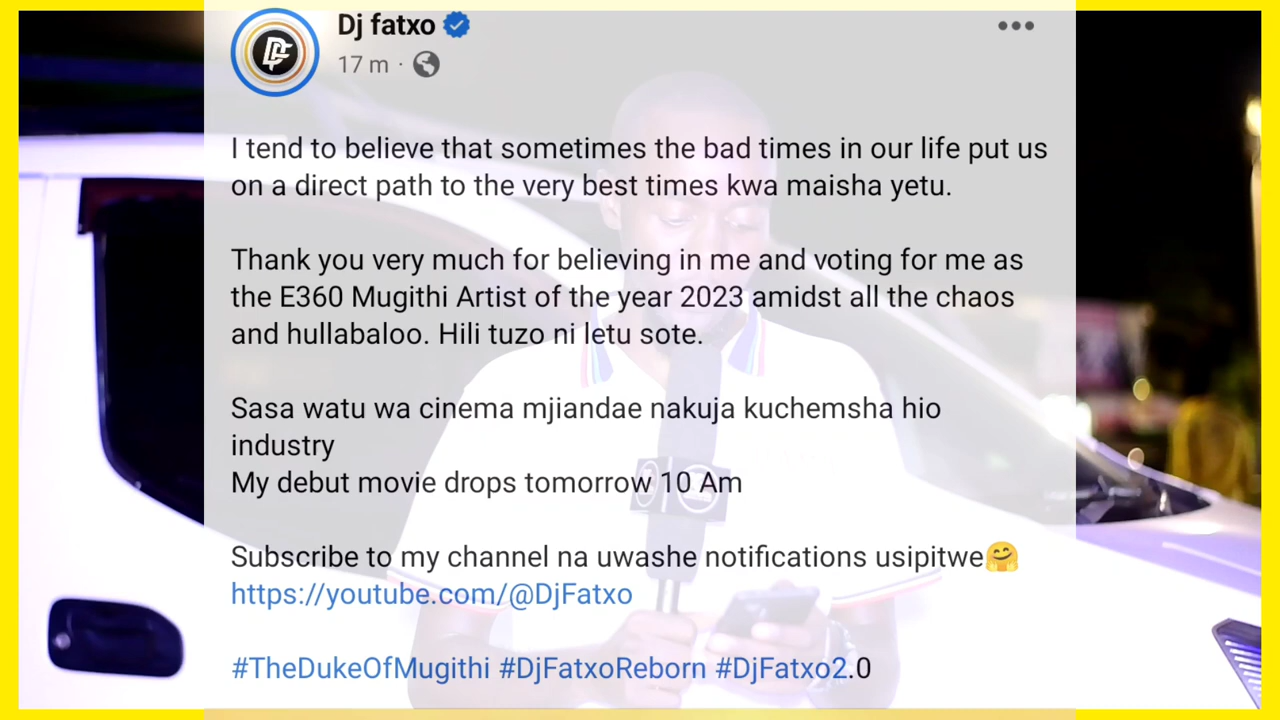 Dj fatxo
17 m ·
I tend to believe that sometimes the bad times in our life put us
on a direct path to the very best times kwa maisha yetu.
Thank you very much for believing in me and voting for me as
the E360 Mugithi Artist of the year 2023 amidst all the chaos
and hullabaloo. Hili tuzo ni letu sote.
Sasa watu wa cinema mjiandae nakuja kuchemsha hio
industry
My debut movie drops tomorrow 10 Am
Subscribe to my channel na uwashe notifications usipitwe🤗
https://youtube.com/@DjFatxo
#TheDukeOfMugithi #DjFatxoReborn #DjFatxo2.0